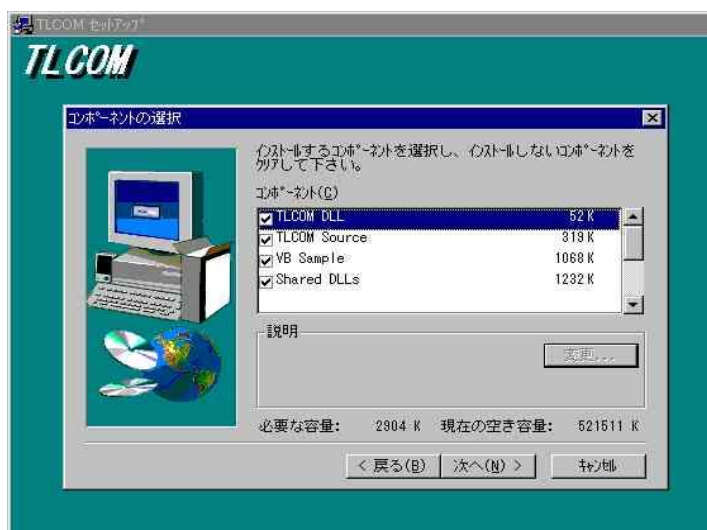 TLCOM ｾｯﾄｱｯﾌﾟ
TLCOM
ｺﾝﾎﾟｰﾈﾝﾄの選択
ｲﾝｽﾄｰﾙするｺﾝﾎﾟｰﾈﾝﾄを選択し、ｲﾝｽﾄｰﾙしないｺﾝﾎﾟｰﾈﾝﾄを
ｸﾘｱして下さい。
ｺﾝﾎﾟｰﾈﾝﾄ(C)
TLCOM DLL 52 K
TLCOM Source 319 K
VB Sample 1068 K
Shared DLLs 1232 K
説明
変更...
必要な容量: 2904 K 現在の空き容量: 521511 K
< 戻る(B) 次へ(N) > ｷｬﾝｾﾙ